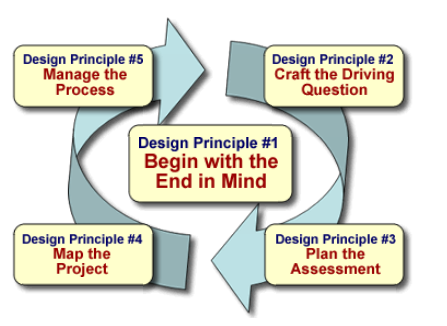 Design Principle #5
Manage the
Process
Design Principle #2
Craft the Driving
Question
Design Principle #1
Begin with the
End in Mind
Design Principle #4
Map the
Project
Design Principle #3
Plan the
Assessment